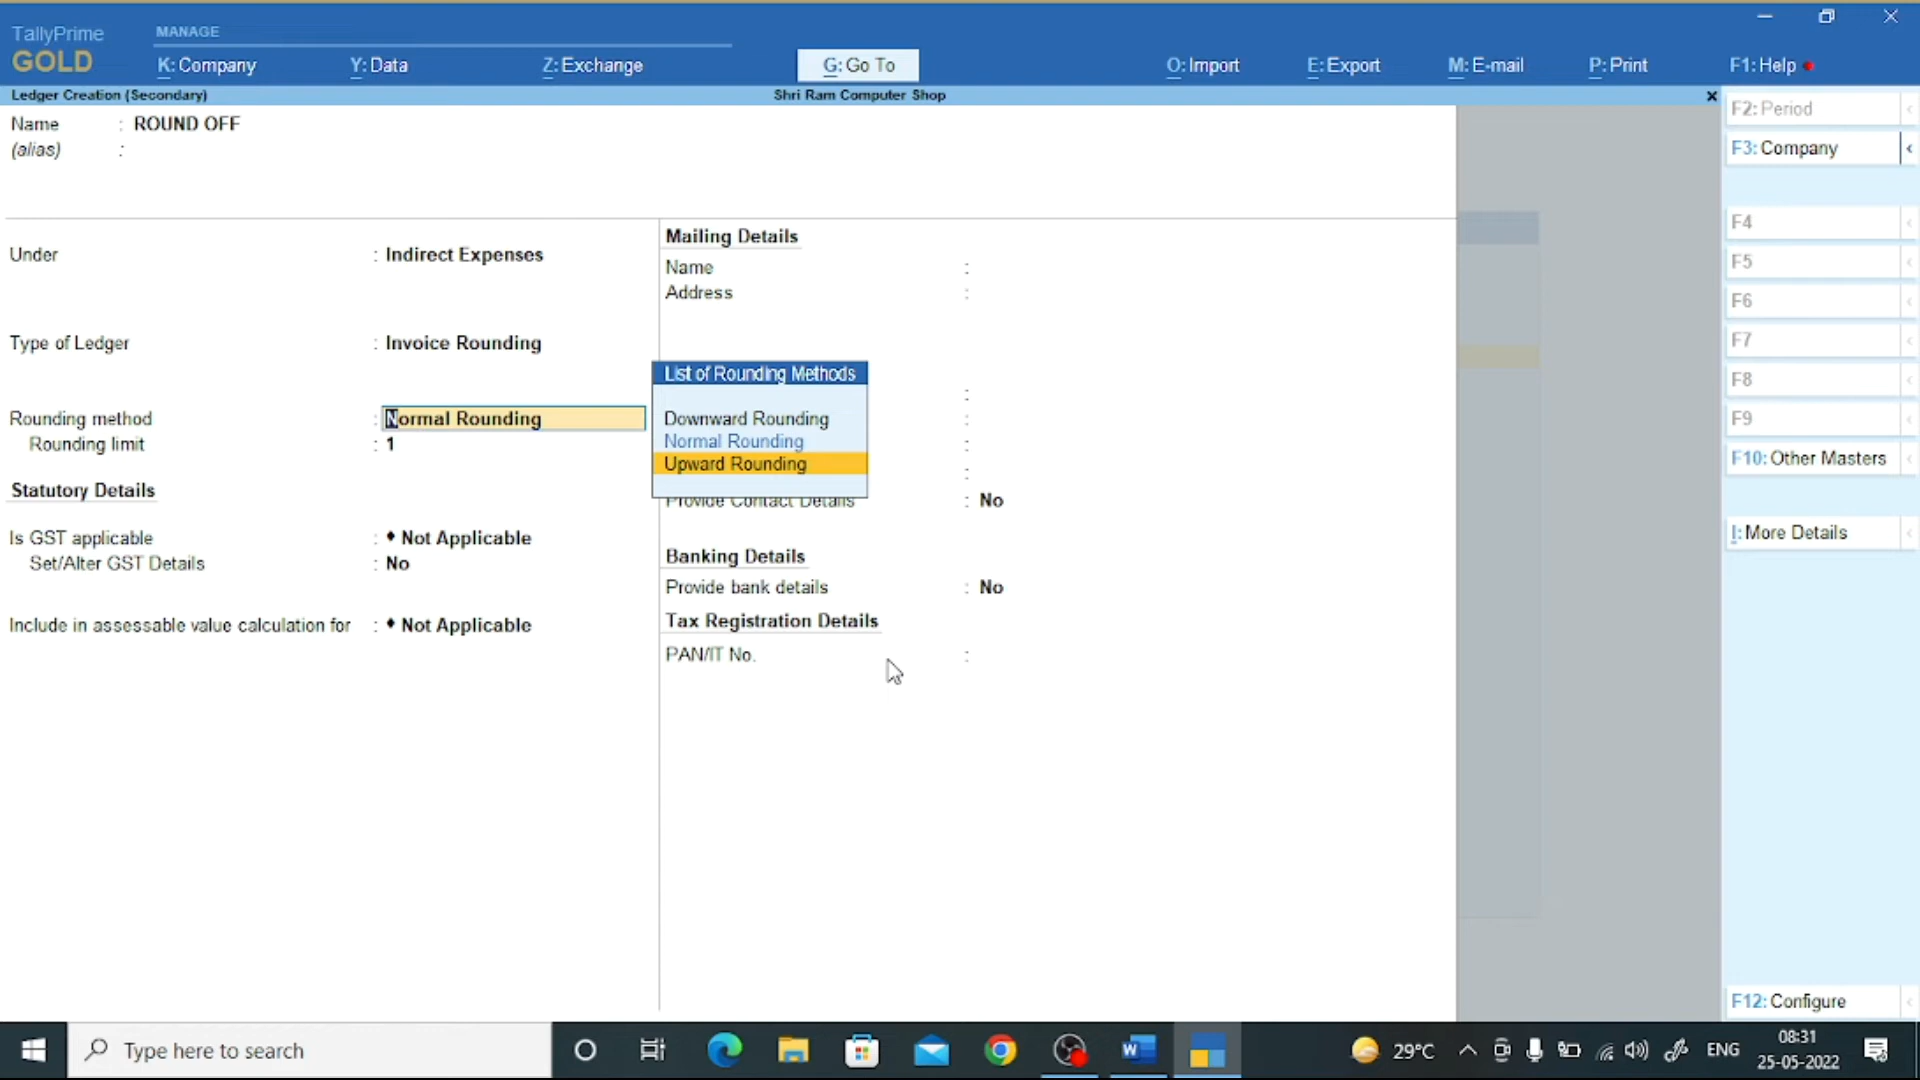 TallyPrime
GOLD
MANAGE
K: Company
Y: Data
Z: Exchange
G: Go To
O: Import
E: Export
M: E-mail
P: Print
F1: Help
Ledger Creation (Secondary)
Shri Ram Computer Shop
Name : ROUND OFF
(alias) :
Under : Indirect Expenses
Type of Ledger : Invoice Rounding
Rounding method : Normal Rounding
Rounding limit : 1
Statutory Details
Is GST applicable : ♦ Not Applicable
Set/Alter GST Details : No
Include in assessable value calculation for : ♦ Not Applicable
Mailing Details
Name :
Address :
List of Rounding Methods
Downward Rounding
Normal Rounding
Upward Rounding
Provide Contact Details : No
Banking Details
Provide bank details : No
Tax Registration Details
PAN/IT No. :
F2: Period
F3: Company
F4
F5
F6
F7
F8
F9
F10: Other Masters
I: More Details
F12: Configure
Type here to search
29°C
ENG
08:31
25-05-2022